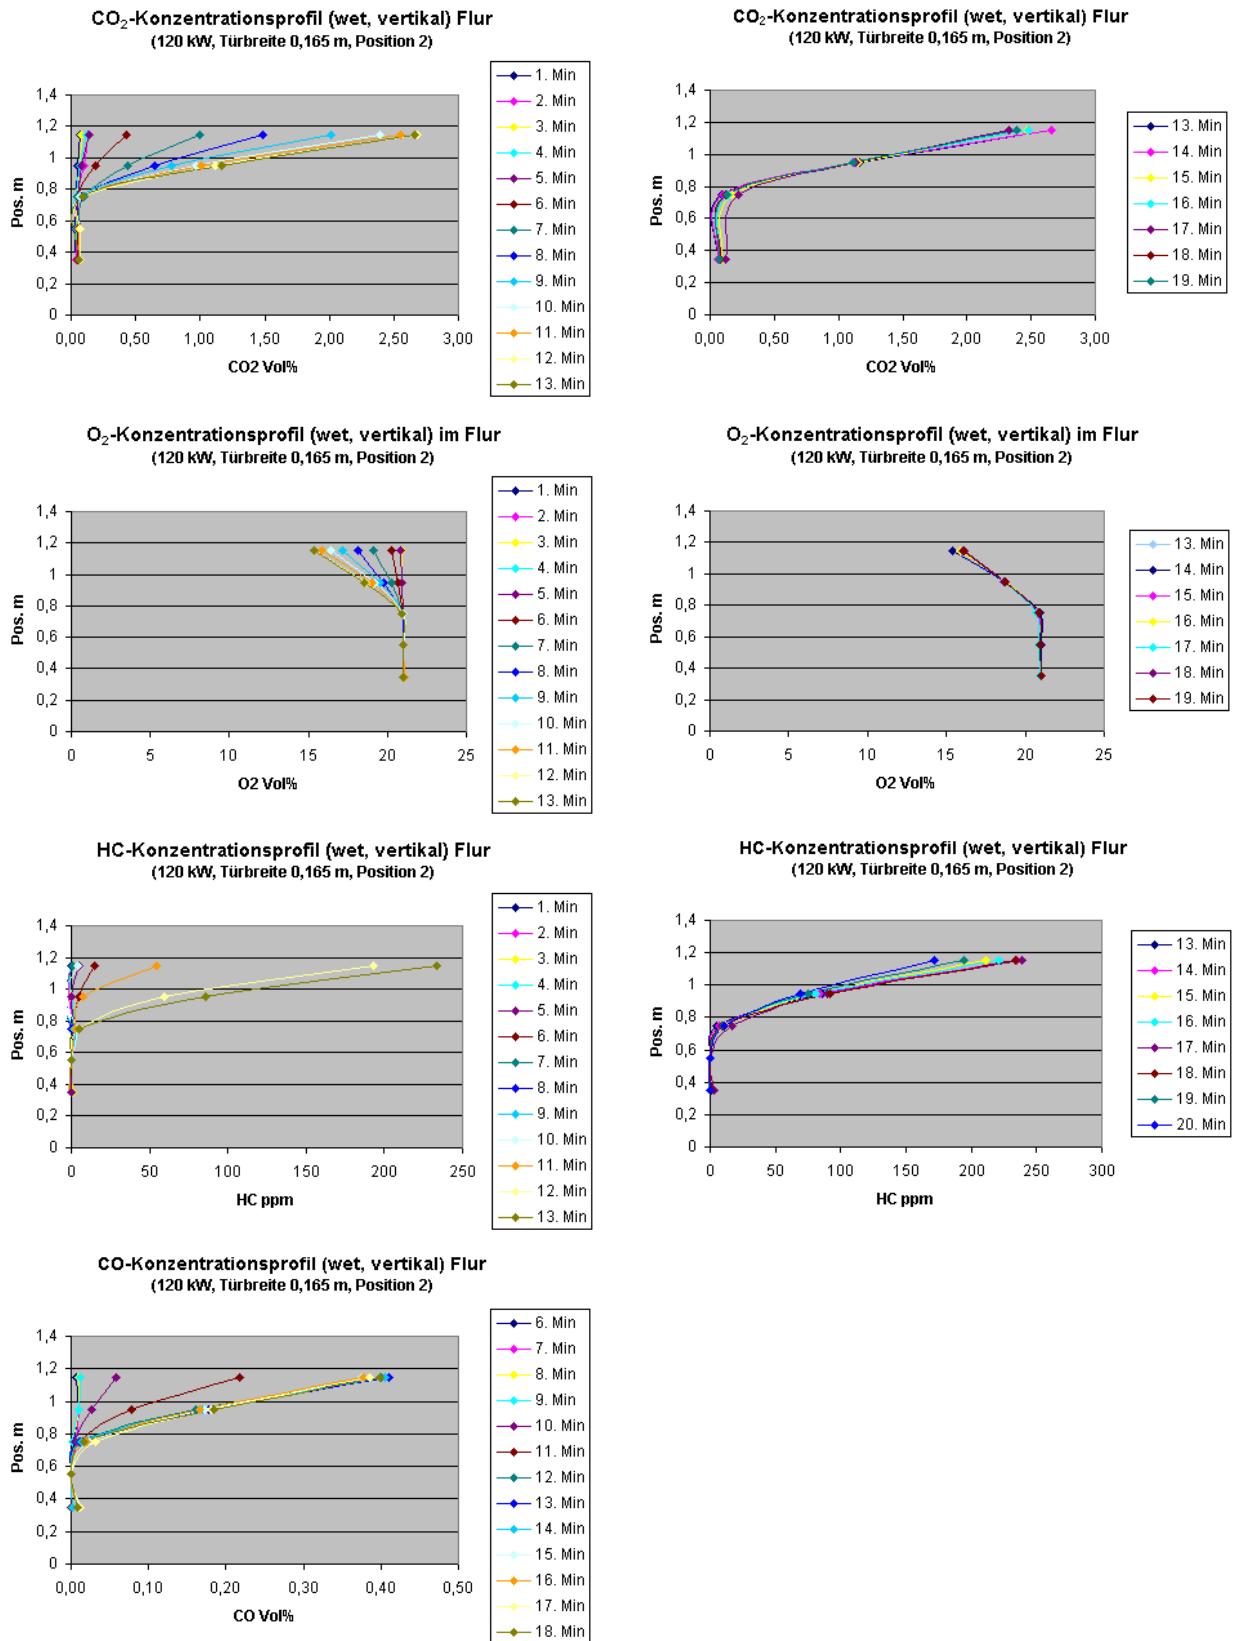 CO₂-Konzentrationsprofil (wet, vertikal) Flur
(120 kW, Türbreite 0,165 m, Position 2)
1,4
1,2
1
0,8
0,6
0,4
0,2
0
Pos. m
0,00 0,50 1,00 1,50 2,00 2,50 3,00
CO2 Vol%
1. Min
2. Min
3. Min
4. Min
5. Min
6. Min
7. Min
8. Min
9. Min
10. Min
11. Min
12. Min
13. Min
CO₂-Konzentrationsprofil (wet, vertikal) Flur
(120 kW, Türbreite 0,165 m, Position 2)
1,4
1,2
1
0,8
0,6
0,4
0,2
0
Pos. m
0,00 0,50 1,00 1,50 2,00 2,50 3,00
CO2 Vol%
13. Min
14. Min
15. Min
16. Min
17. Min
18. Min
19. Min
O₂-Konzentrationsprofil (wet, vertikal) im Flur
(120 kW, Türbreite 0,165 m, Position 2)
1,4
1,2
1
0,8
0,6
0,4
0,2
0
Pos. m
0 5 10 15 20 25
O2 Vol%
1. Min
2. Min
3. Min
4. Min
5. Min
6. Min
7. Min
8. Min
9. Min
10. Min
11. Min
12. Min
13. Min
O₂-Konzentrationsprofil (wet, vertikal) im Flur
(120 kW, Türbreite 0,165 m, Position 2)
1,4
1,2
1
0,8
0,6
0,4
0,2
0
Pos. m
0 5 10 15 20 25
O2 Vol%
13. Min
14. Min
15. Min
16. Min
17. Min
18. Min
19. Min
HC-Konzentrationsprofil (wet, vertikal) Flur
(120 kW, Türbreite 0,165 m, Position 2)
1,4
1,2
1
0,8
0,6
0,4
0,2
0
Pos. m
0 50 100 150 200 250
HC ppm
1. Min
2. Min
3. Min
4. Min
5. Min
6. Min
7. Min
8. Min
9. Min
10. Min
11. Min
12. Min
13. Min
HC-Konzentrationsprofil (wet, vertikal) Flur
(120 kW, Türbreite 0,165 m, Position 2)
1,4
1,2
1
0,8
0,6
0,4
0,2
0
Pos. m
0 50 100 150 200 250 300
HC ppm
13. Min
14. Min
15. Min
16. Min
17. Min
18. Min
19. Min
20. Min
CO-Konzentrationsprofil (wet, vertikal) Flur
(120 kW, Türbreite 0,165 m, Position 2)
1,4
1,2
1
0,8
0,6
0,4
0,2
0
Pos. m
0,00 0,10 0,20 0,30 0,40 0,50
CO Vol%
6. Min
7. Min
8. Min
9. Min
10. Min
11. Min
12. Min
13. Min
14. Min
15. Min
16. Min
17. Min
18. Min